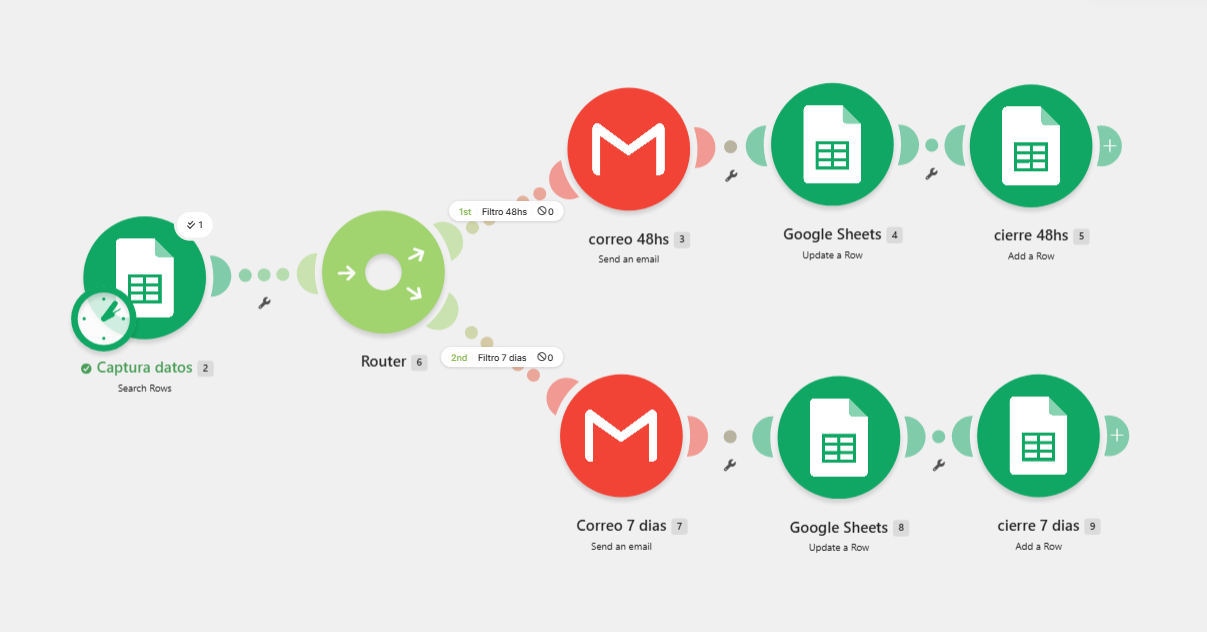 1
Captura datos 2
Search Rows
Router 6
1st Filtro 48hs 0
correo 48hs 3
Send an email
Google Sheets 4
Update a Row
cierre 48hs 5
Add a Row
2nd Filtro 7 dias 0
Correo 7 dias 7
Send an email
Google Sheets 8
Update a Row
cierre 7 dias 9
Add a Row